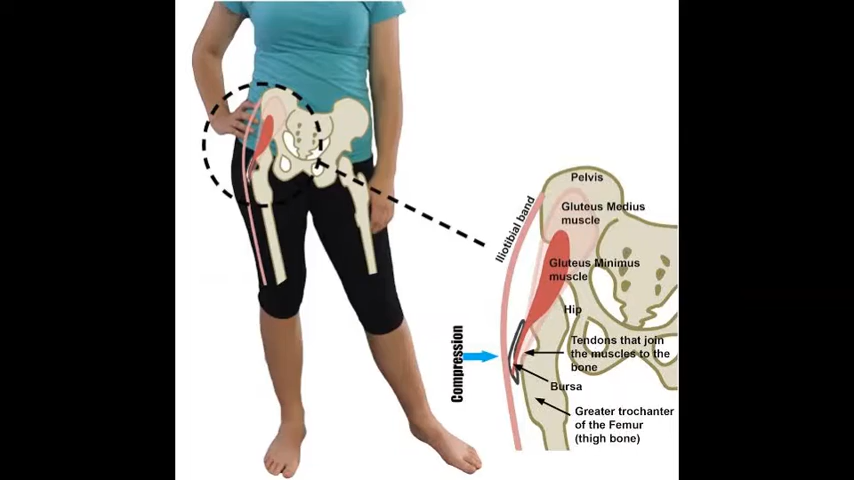 Pelvis
Iliotibial band
Gluteus Medius
muscle
Gluteus Minimus
muscle
Hip
Compression
Tendons that join
the muscles to the
bone
Bursa
Greater trochanter
of the Femur
(thigh bone)